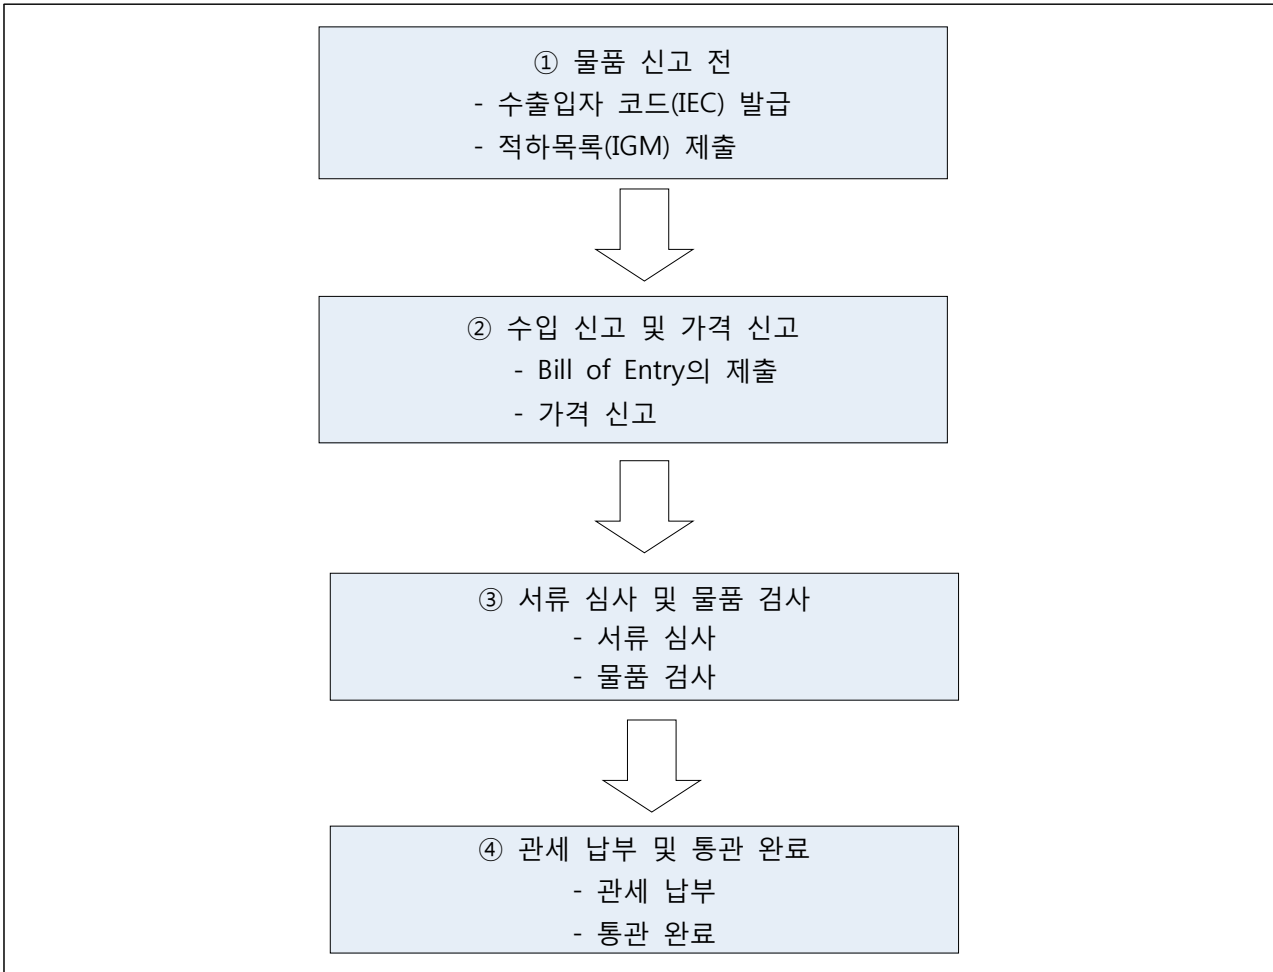 ① 물품 신고 전
- 수출입자 코드(IEC) 발급
- 적하목록(IGM) 제출
② 수입 신고 및 가격 신고
- Bill of Entry의 제출
- 가격 신고
③ 서류 심사 및 물품 검사
- 서류 심사
- 물품 검사
④ 관세 납부 및 통관 완료
- 관세 납부
- 통관 완료